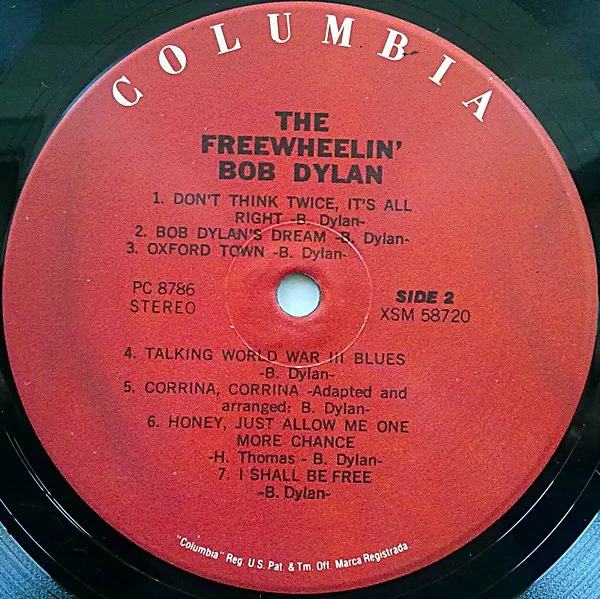 COLUMBIA
THE
FREEWHEELIN'
BOB DYLAN
1. DON'T THINK TWICE, IT'S ALL
RIGHT -B. Dylan-
2. BOB DYLAN'S DREAM -B. Dylan-
3. OXFORD TOWN -B. Dylan-
PC 8786
STEREO
SIDE 2
XSM 58720
4. TALKING WORLD WAR III BLUES
-B. Dylan-
5. CORRINA, CORRINA -Adapted and
arranged: B. Dylan-
6. HONEY, JUST ALLOW ME ONE
MORE CHANCE
-H. Thomas - B. Dylan-
7. I SHALL BE FREE
-B. Dylan-
"Columbia" Reg. U.S. Pat. & Tm. Off. Marca Registrada